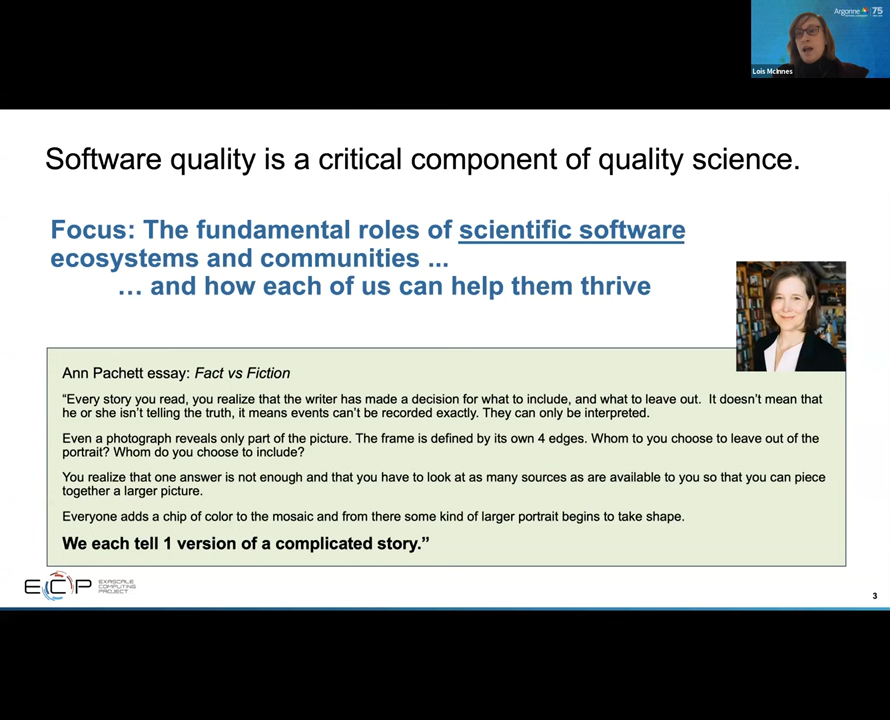 Argonne 75
Lois McInnes
Software quality is a critical component of quality science.
Focus: The fundamental roles of scientific software
ecosystems and communities ...
… and how each of us can help them thrive
Ann Pachett essay: Fact vs Fiction
“Every story you read, you realize that the writer has made a decision for what to include, and what to leave out.  It doesn’t mean that
he or she isn’t telling the truth, it means events can’t be recorded exactly. They can only be interpreted.
Even a photograph reveals only part of the picture. The frame is defined by its own 4 edges. Whom to you choose to leave out of the
portrait? Whom do you choose to include?
You realize that one answer is not enough and that you have to look at as many sources as are available to you so that you can piece
together a larger picture.
Everyone adds a chip of color to the mosaic and from there some kind of larger portrait begins to take shape.
We each tell 1 version of a complicated story.”
ECP EXASCALE
COMPUTING
PROJECT
3